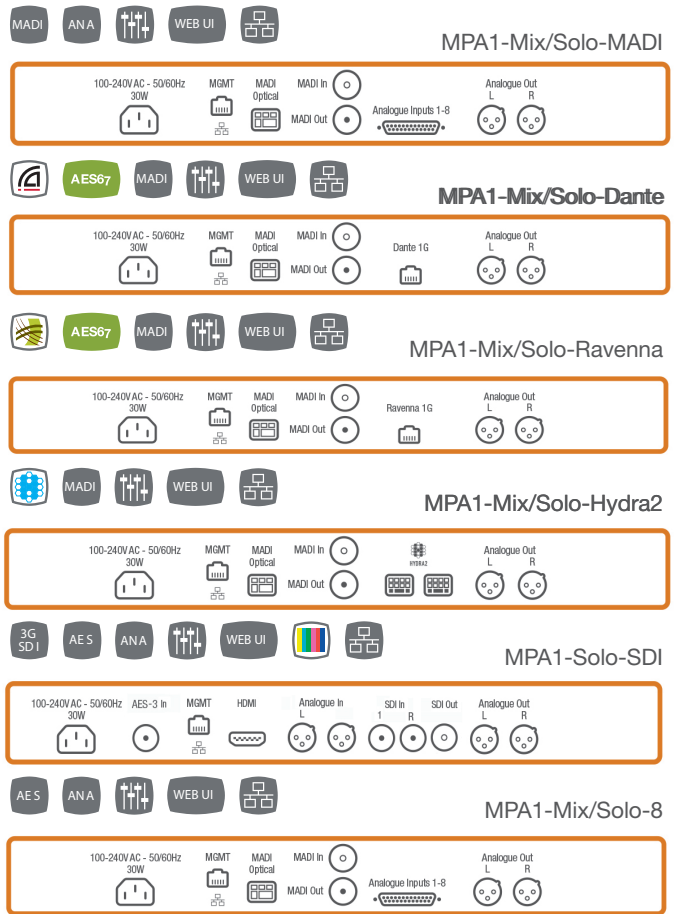 MADI ANA WEB UI
MPA1-Mix/Solo-MADI
100-240V AC - 50/60Hz MGMT MADI MADI In Analogue Out
30W Optical L R
MADI Out Analogue Inputs 1-8
AES67 MADI WEB UI
MPA1-Mix/Solo-Dante
100-240V AC - 50/60Hz MGMT MADI MADI In Analogue Out
30W Optical Dante 1G L R
MADI Out
AES67 MADI WEB UI
MPA1-Mix/Solo-Ravenna
100-240V AC - 50/60Hz MGMT MADI MADI In Analogue Out
30W Optical Ravenna 1G L R
MADI Out
MADI WEB UI
MPA1-Mix/Solo-Hydra2
100-240V AC - 50/60Hz MGMT MADI MADI In Analogue Out
30W Optical HYDRA2 L R
MADI Out
3G SDI AES ANA WEB UI
MPA1-Solo-SDI
100-240V AC - 50/60Hz AES-3 In MGMT HDMI Analogue In SDI In SDI Out Analogue Out
30W L 1 R L R
AES ANA WEB UI
MPA1-Mix/Solo-8
100-240V AC - 50/60Hz MGMT MADI MADI In Analogue Out
30W Optical L R
MADI Out Analogue Inputs 1-8